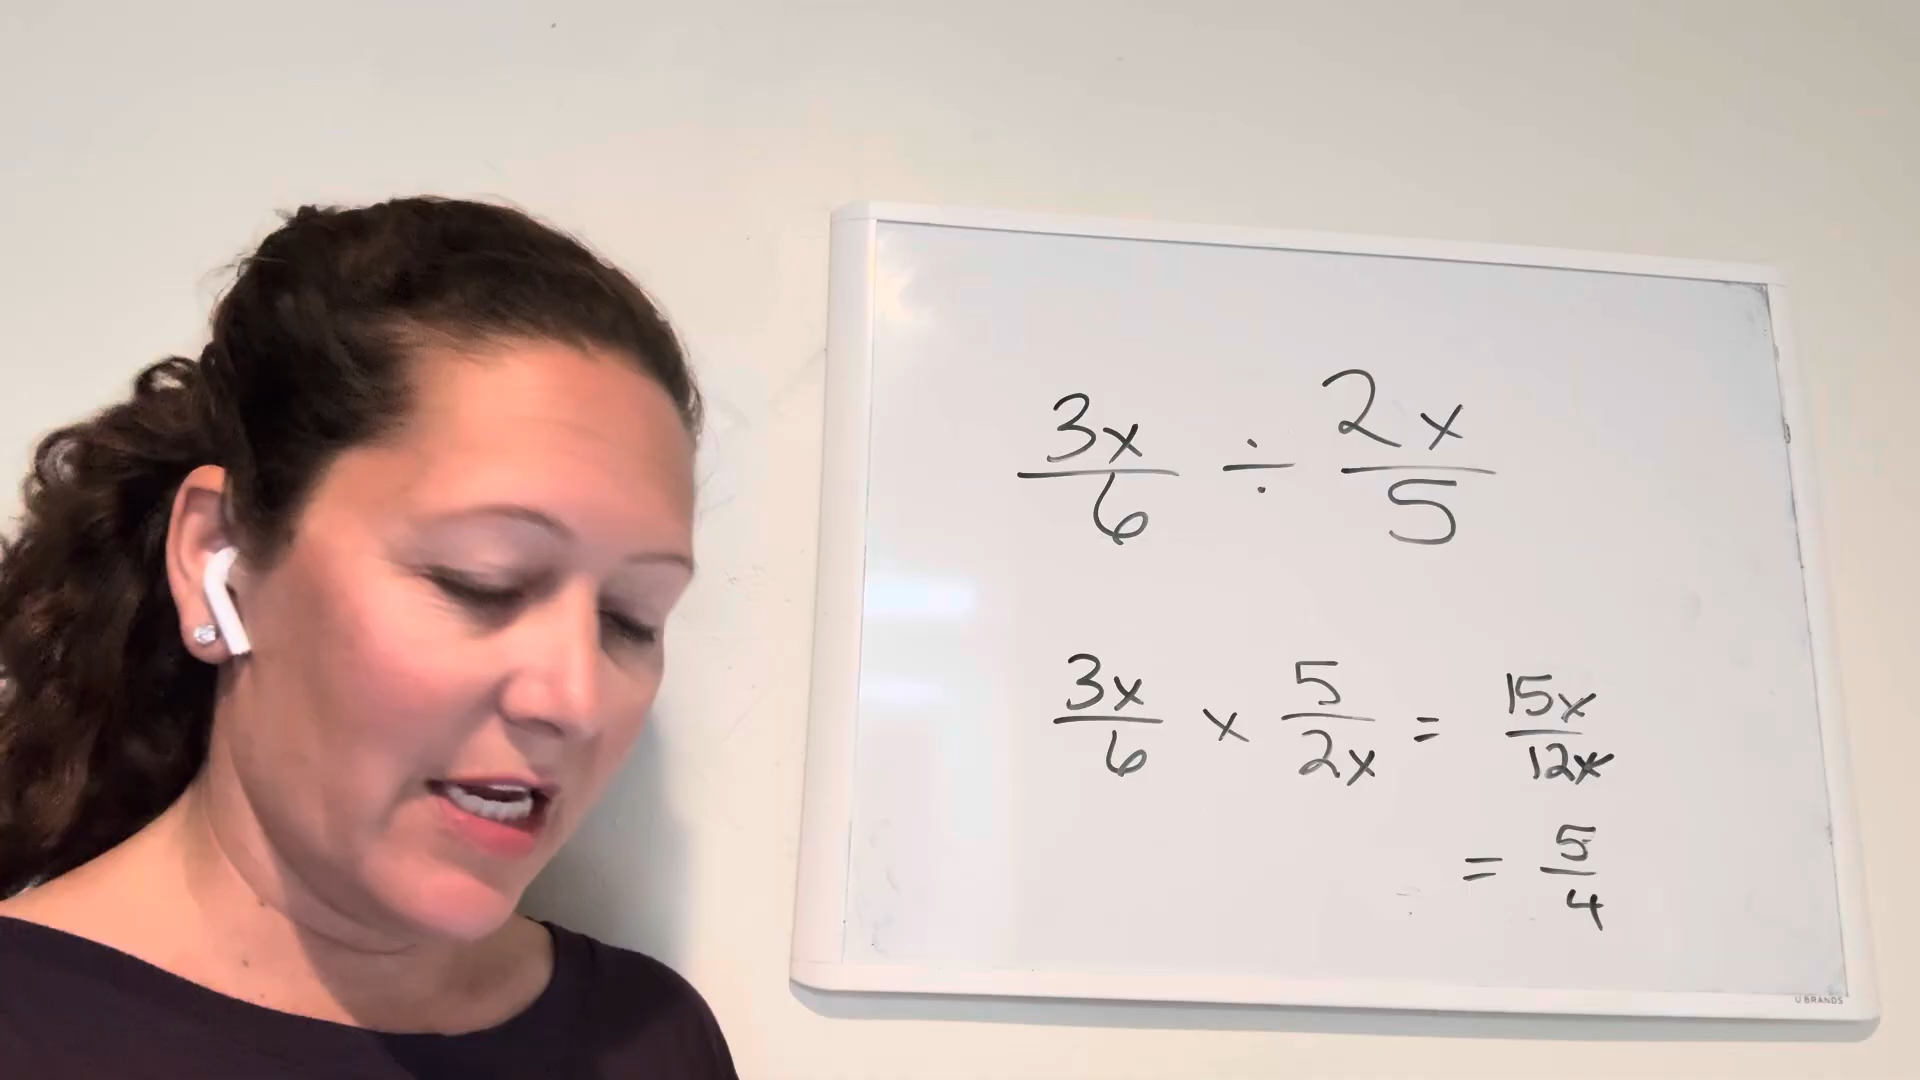 3x/6 ÷ 2x/5
3x/6 x 5/2x = 15x/12x
= 5/4
U BRANDS